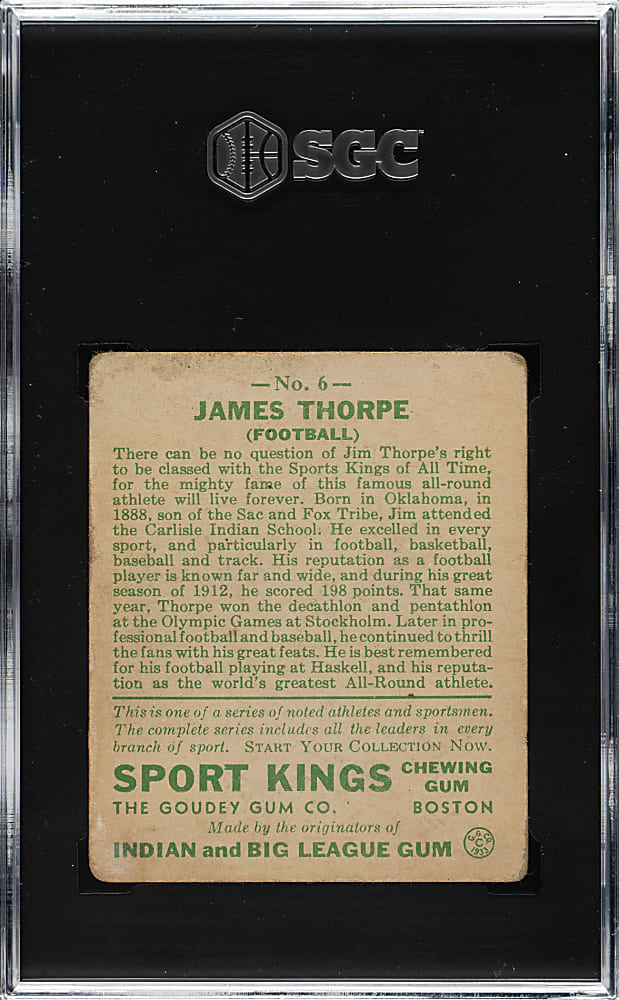 SGC
—No. 6—
JAMES THORPE
(FOOTBALL)
There can be no question of Jim Thorpe's right
to be classed with the Sports Kings of All Time,
for the mighty fame of this famous all-round
athlete will live forever. Born in Oklahoma, in
1888, son of the Sac and Fox Tribe, Jim attended
the Carlisle Indian School. He excelled in every
sport, and particularly in football, basketball,
baseball and track. His reputation as a football
player is known far and wide, and during his great
season of 1912, he scored 198 points. That same
year, Thorpe won the decathlon and pentathlon
at the Olympic Games at Stockholm. Later in pro-
fessional football and baseball, he continued to thrill
the fans with his great feats. He is best remembered
for his football playing at Haskell, and his reputa-
tion as the world's greatest All-Round athlete.
This is one of a series of noted athletes and sportsmen.
The complete series includes all the leaders in every
branch of sport. START YOUR COLLECTION NOW.
SPORT KINGS CHEWING GUM
THE GOUDEY GUM CO. BOSTON
Made by the originators of
INDIAN and BIG LEAGUE GUM
G.G.CO.
C
1933